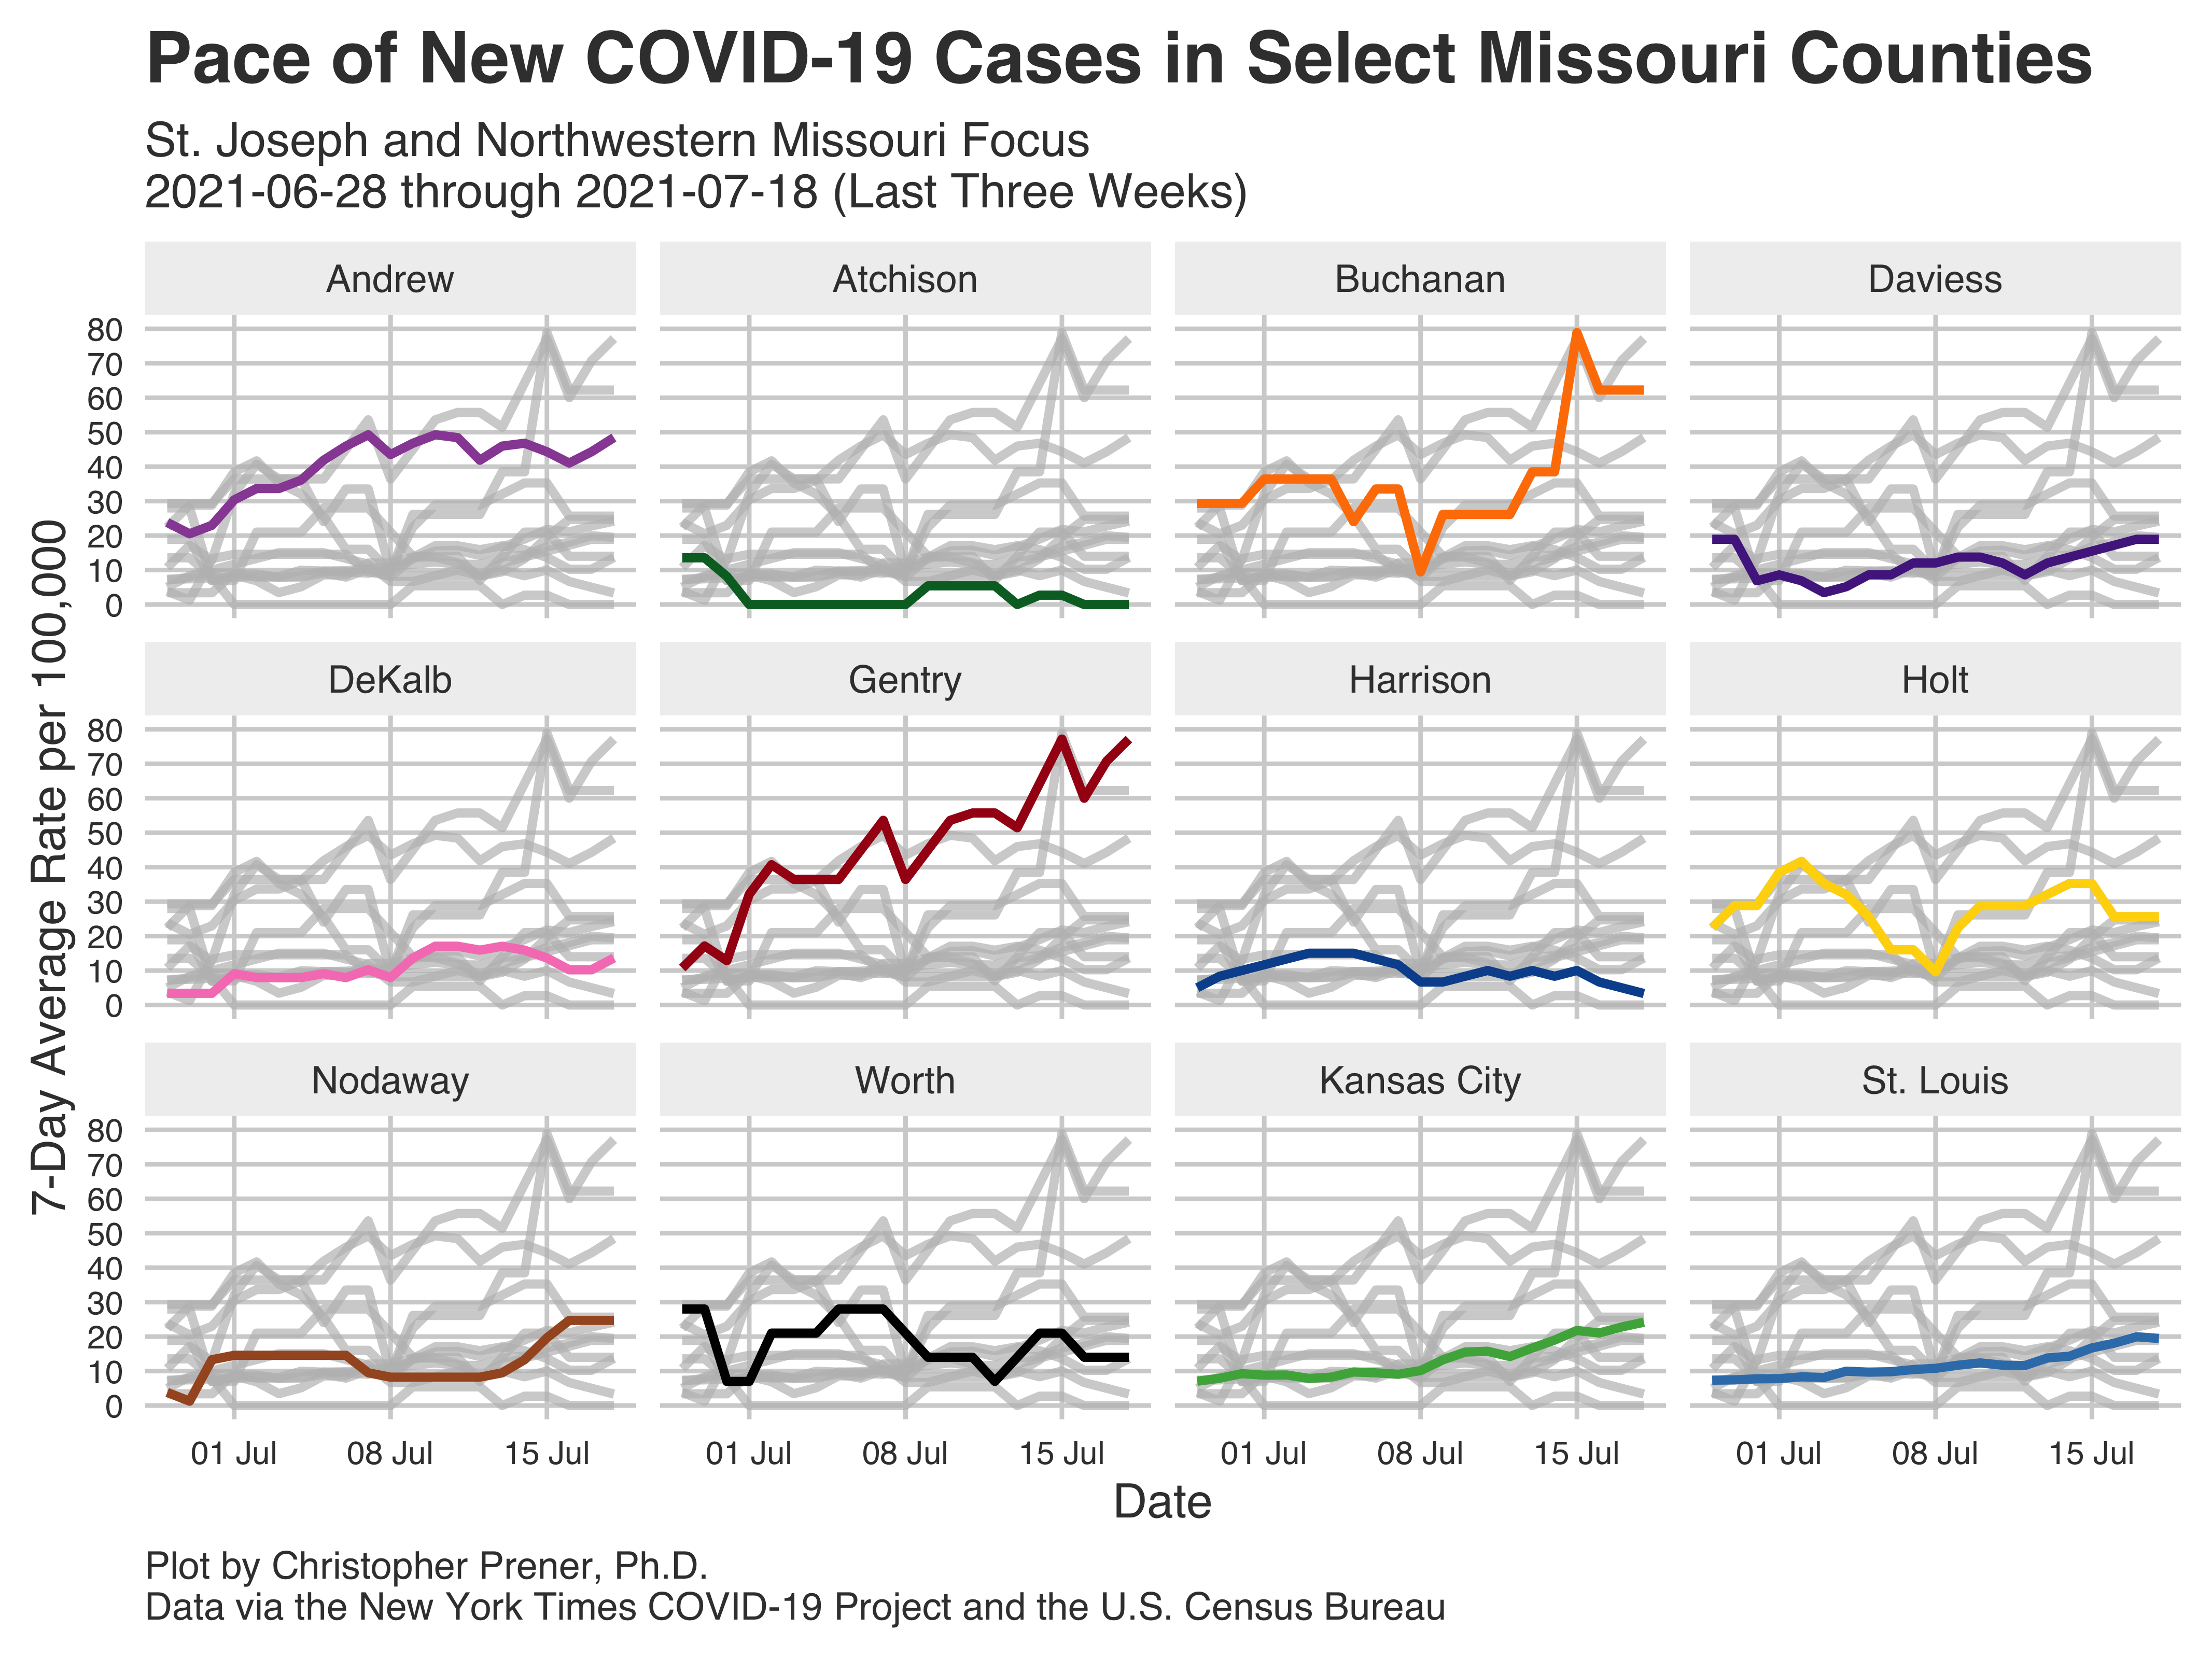 Pace of New COVID-19 Cases in Select Missouri Counties
St. Joseph and Northwestern Missouri Focus
2021-06-28 through 2021-07-18 (Last Three Weeks)
7-Day Average Rate per 100,000
Andrew
Atchison
Buchanan
Daviess
80
70
60
50
40
30
20
10
0
DeKalb
Gentry
Harrison
Holt
80
70
60
50
40
30
20
10
0
Nodaway
Worth
Kansas City
St. Louis
80
70
60
50
40
30
20
10
0
01 Jul 08 Jul 15 Jul
01 Jul 08 Jul 15 Jul
01 Jul 08 Jul 15 Jul
01 Jul 08 Jul 15 Jul
Date
Plot by Christopher Prener, Ph.D.
Data via the New York Times COVID-19 Project and the U.S. Census Bureau